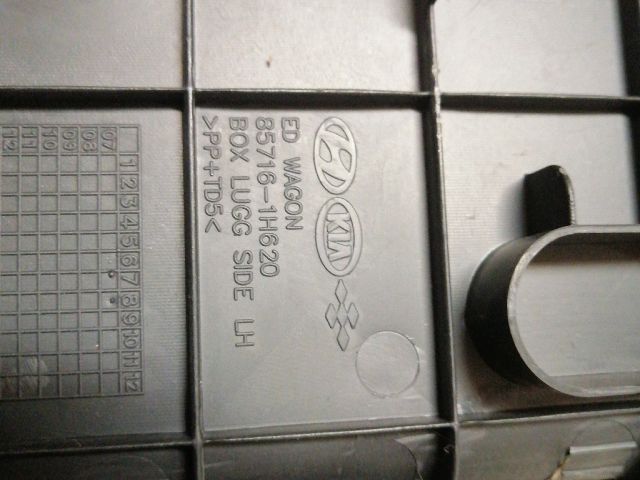 KIA
ED WAGON
85716-1H620
BOX LUGG SIDE LH
>PP+TD5<
07
08
09
10
11
12
1 2 3 4 5 6 7 8 9 10 11 12